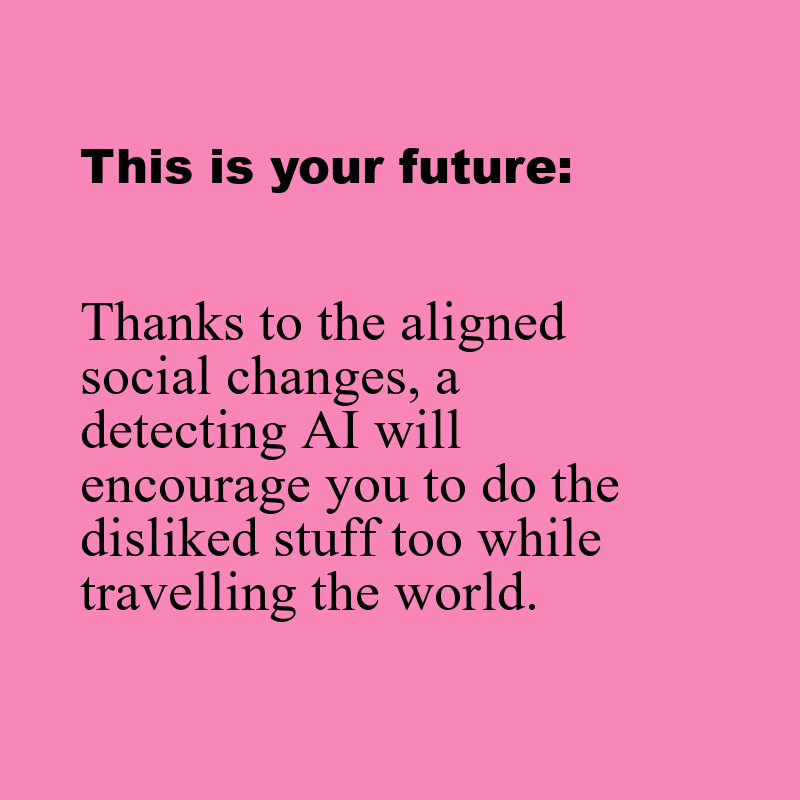 This is your future:
Thanks to the aligned
social changes, a
detecting AI will
encourage you to do the
disliked stuff too while
travelling the world.